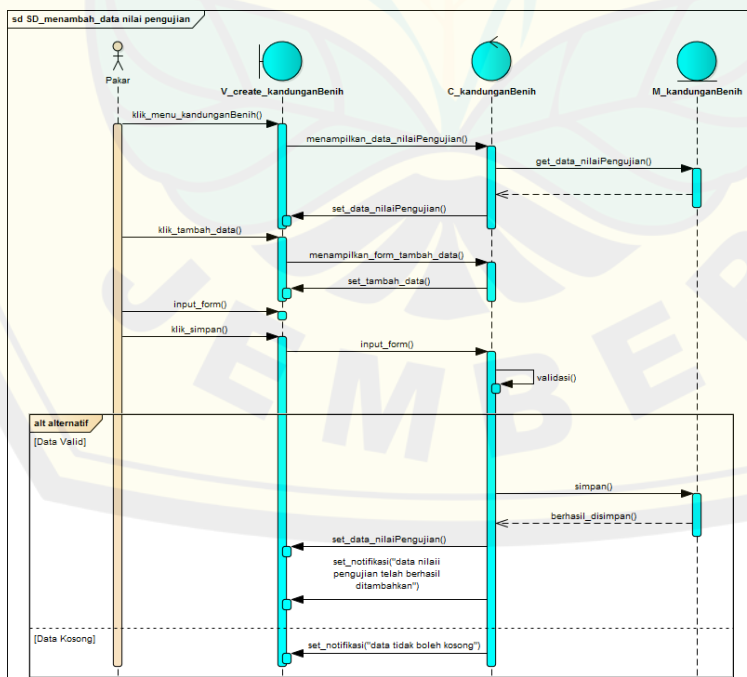 sd SD_menambah_data nilai pengujian
Pakar
V_create_kandunganBenih
C_kandunganBenih
M_kandunganBenih
klik_menu_kandunganBenih()
menampilkan_data_nilaiPengujian()
get_data_nilaiPengujian()
set_data_nilaiPengujian()
klik_tambah_data()
menampilkan_form_tambah_data()
set_tambah_data()
input_form()
klik_simpan()
input_form()
validasi()
alt alternatif
[Data Valid]
simpan()
berhasil_disimpan()
set_data_nilaiPengujian()
set_notifikasi("data nilaii
pengujian telah berhasil
ditambahkan")
[Data Kosong]
set_notifikasi("data tidak boleh kosong")
JEMBER